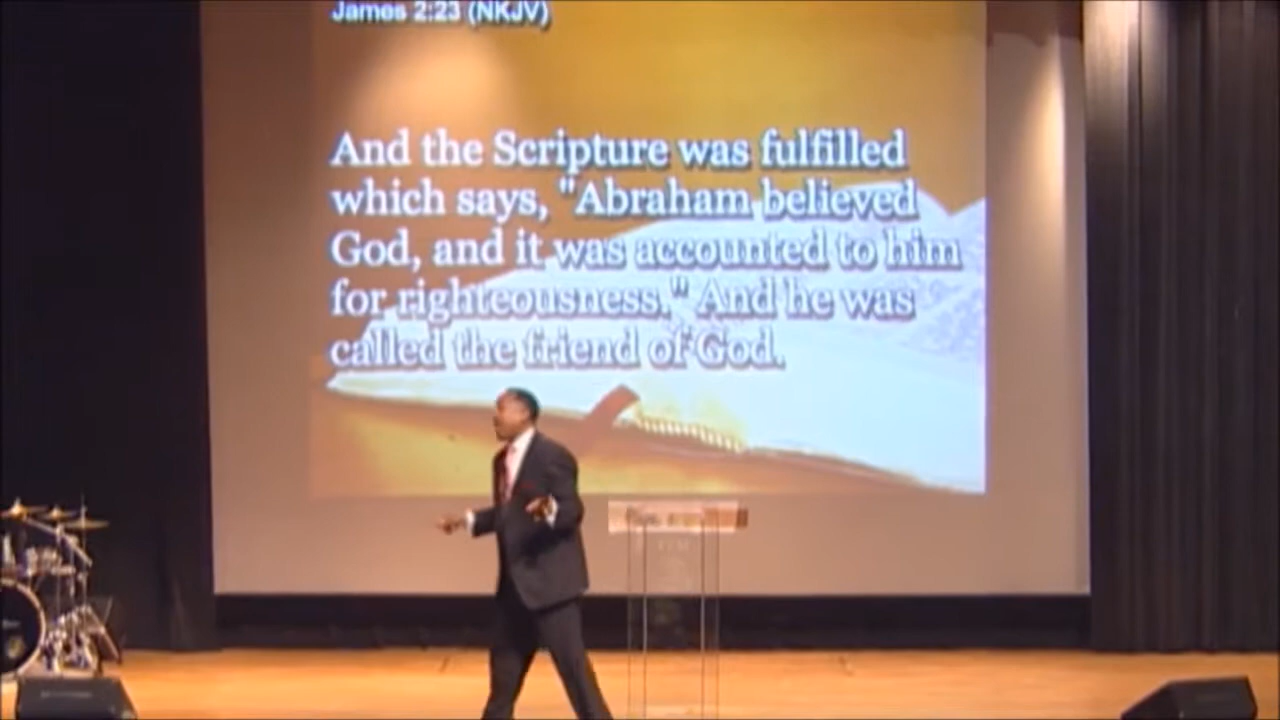 James 2:23 (NKJV)
And the Scripture was fulfilled
which says, "Abraham believed
God, and it was accounted to him
for righteousness." And he was
called the friend of God.